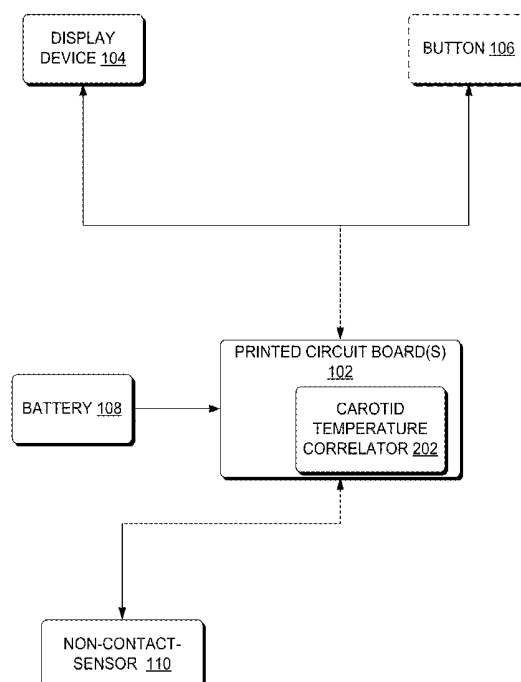 DISPLAY
DEVICE 104
BUTTON 106
PRINTED CIRCUIT BOARD(S)
102
BATTERY 108
CAROTID
TEMPERATURE
CORRELATOR 202
NON-CONTACT-
SENSOR 110